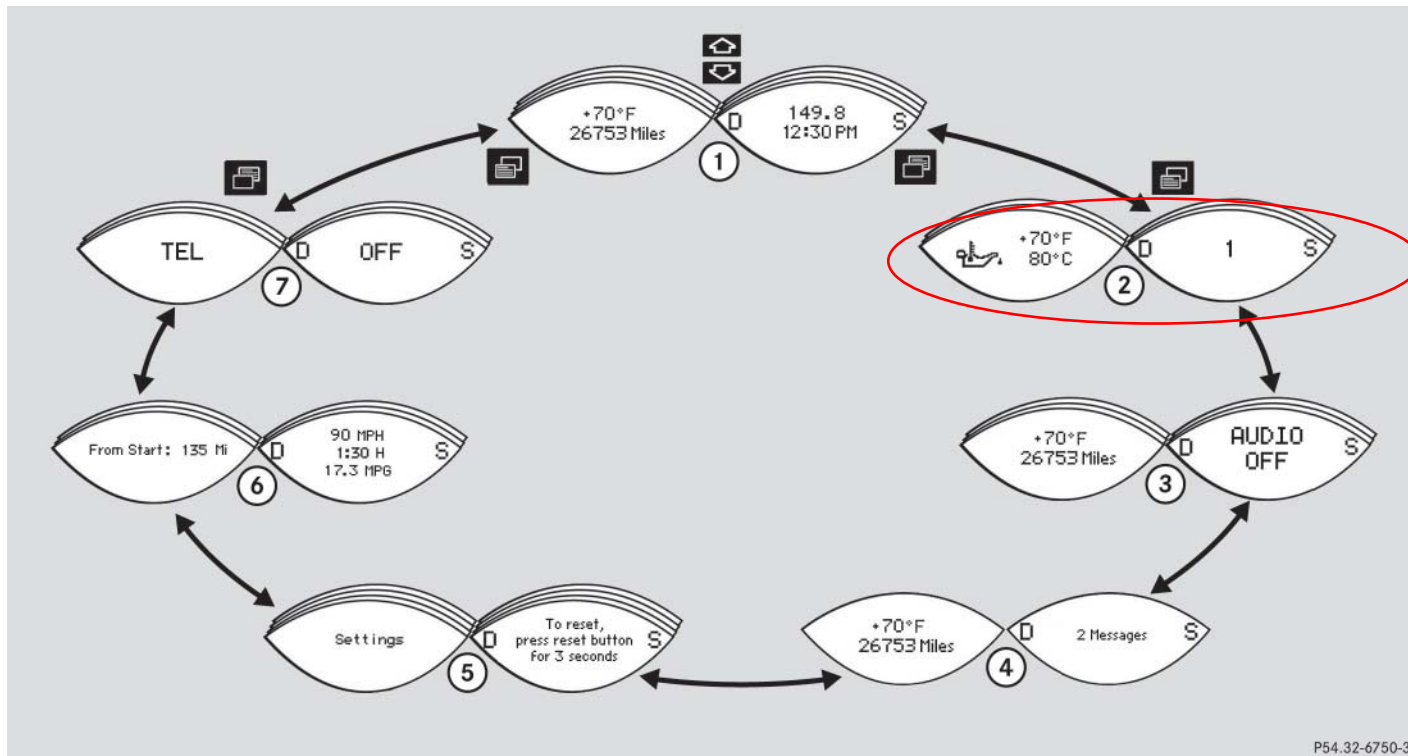 +70°F
26753 Miles
D
149.8
12:30 PM
S
1
+70°F
80°C
D
1
S
2
+70°F
26753 Miles
D
AUDIO
OFF
S
3
+70°F
26753 Miles
D
2 Messages
S
4
Settings
D
To reset,
press reset button
for 3 seconds
S
5
From Start: 135 Mi
D
90 MPH
1:30 H
17.3 MPG
S
6
TEL
D
OFF
S
7
P54.32-6750-3